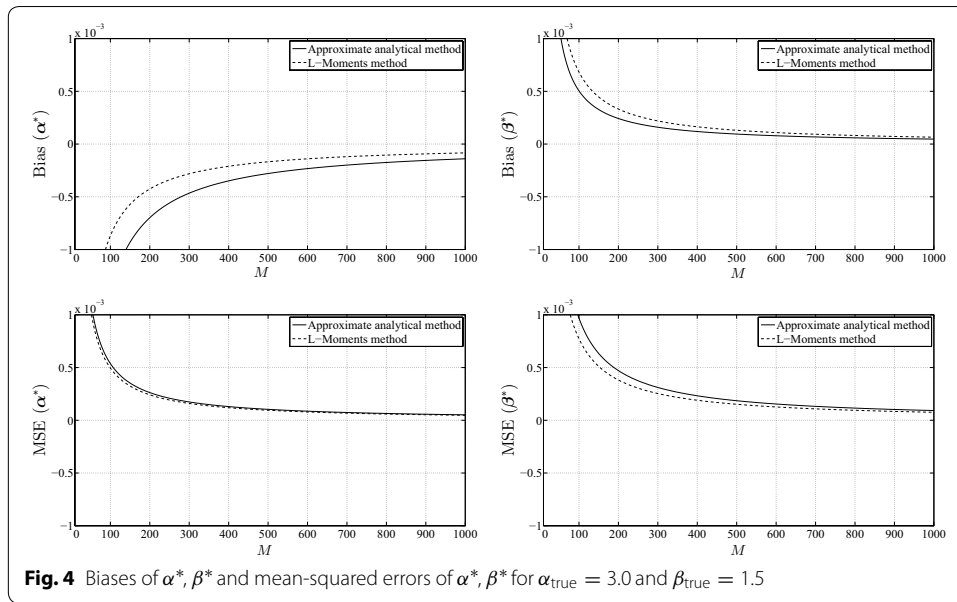 x 10⁻³
1
0.5
0
−0.5
−1
Bias (α*)
Approximate analytical method
L−Moments method
0 100 200 300 400 500 600 700 800 900 1000
M
x 10⁻³
1
0.5
0
−0.5
−1
Bias (β*)
Approximate analytical method
L−Moments method
0 100 200 300 400 500 600 700 800 900 1000
M
x 10⁻³
1
0.5
0
−0.5
−1
MSE (α*)
Approximate analytical method
L−Moments method
0 100 200 300 400 500 600 700 800 900 1000
M
x 10⁻³
1
0.5
0
−0.5
−1
MSE (β*)
Approximate analytical method
L−Moments method
0 100 200 300 400 500 600 700 800 900 1000
M
Fig. 4 Biases of α*, β* and mean-squared errors of α*, β* for α_true = 3.0 and β_true = 1.5